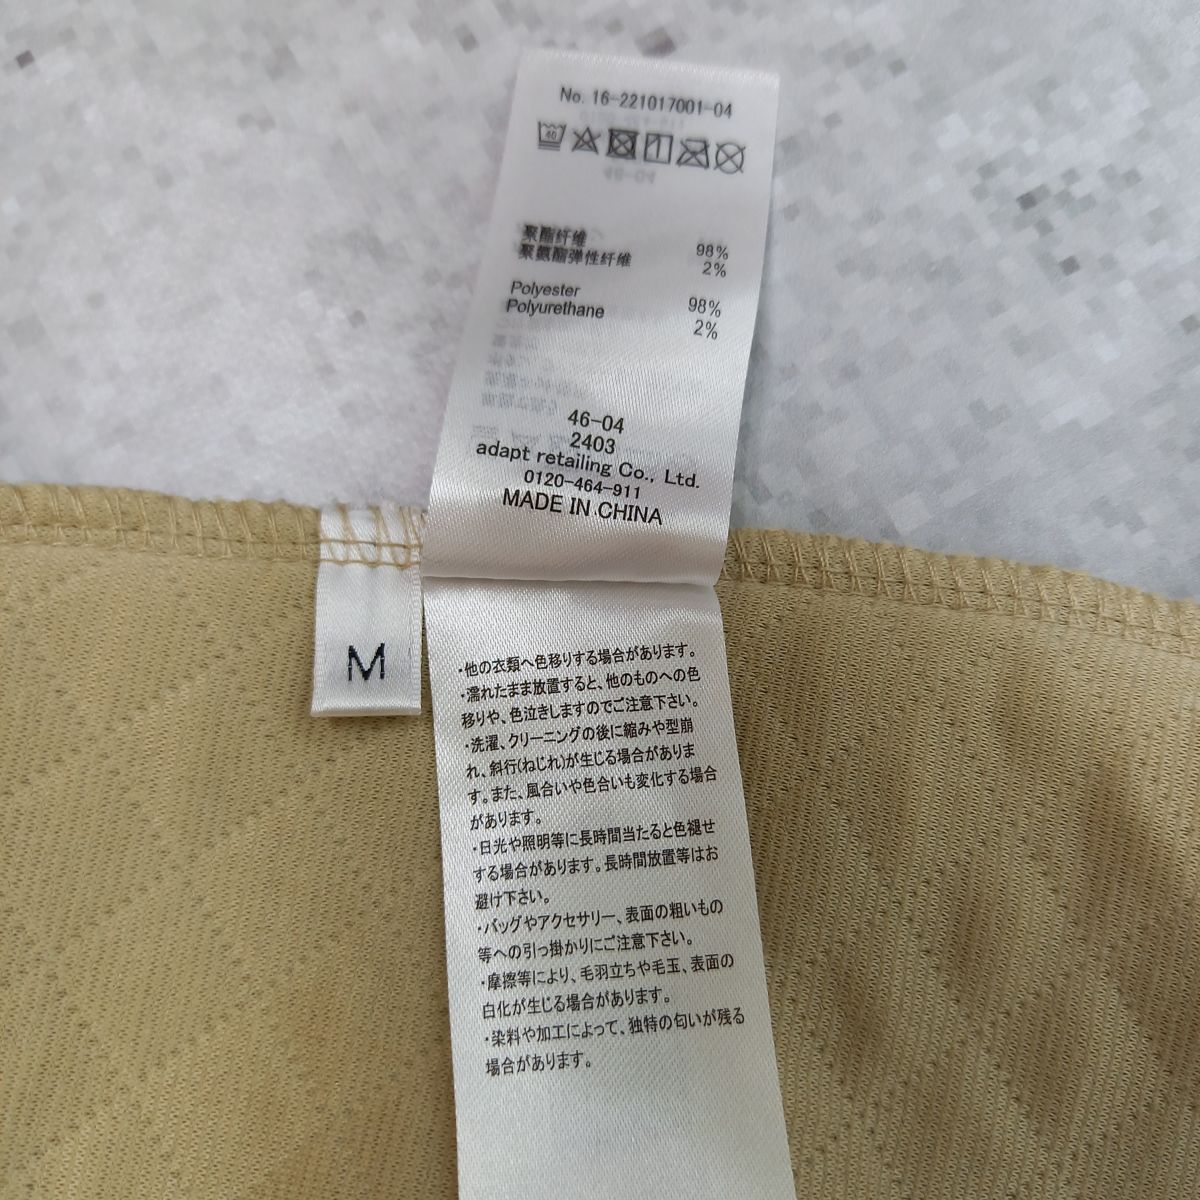 No. 16-221017001-04
40
46-04
聚酯纤维 98%
聚氨酯弹性纤维 2%
Polyester 98%
Polyurethane 2%
46-04
2403
adapt retailing Co., Ltd.
0120-464-911
MADE IN CHINA
M
・他の衣類へ色移りする場合があります。
・濡れたまま放置すると、他のものへの色
移りや、色泣きしますのでご注意下さい。
・洗濯、クリーニングの後に縮みや型崩
れ、斜行(ねじれ)が生じる場合がありま
す。また、風合いや色合いも変化する場合
があります。
・日光や照明等に長時間当たると色褪せ
する場合があります。長時間放置等はお
避け下さい。
・バッグやアクセサリー、表面の粗いもの
等への引っ掛かりにご注意下さい。
・摩擦等により、毛羽立ちや毛玉、表面の
白化が生じる場合があります。
・染料や加工によって、独特の匂いが残る
場合があります。